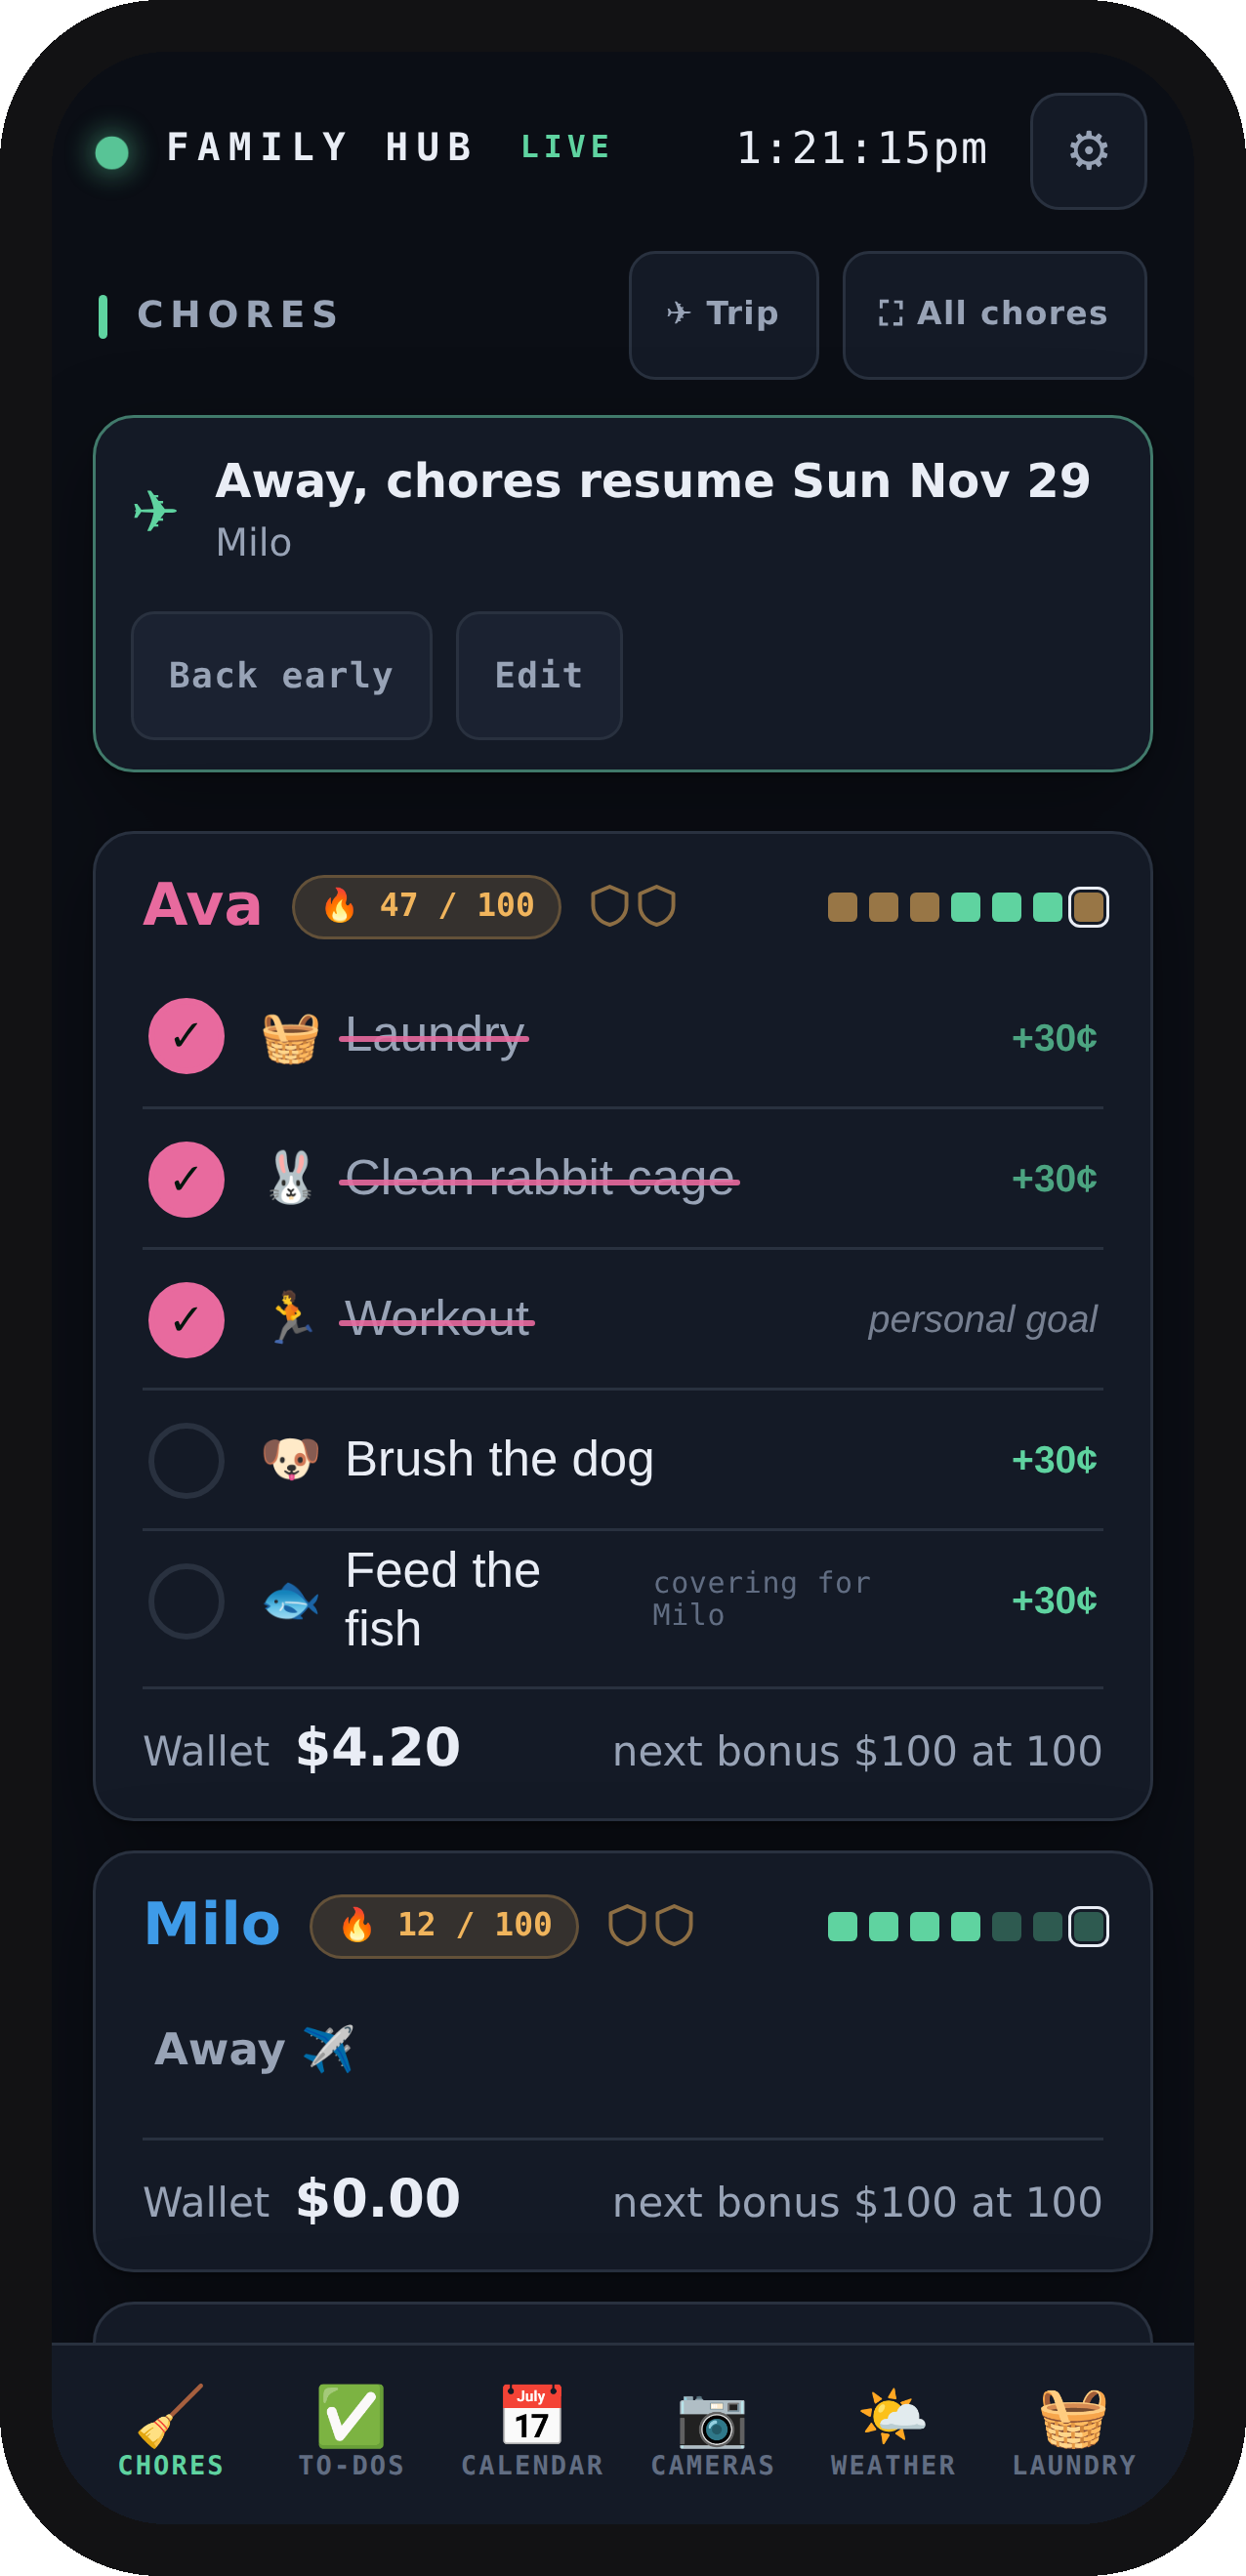 FAMILY HUB LIVE 1:21:15pm
CHORES
✈ Trip
All chores
Away, chores resume Sun Nov 29
Milo
Back early
Edit
Ava 🔥 47 / 100
Laundry +30¢
Clean rabbit cage +30¢
Workout personal goal
Brush the dog +30¢
Feed the
fish
covering for
Milo
+30¢
Wallet $4.20 next bonus $100 at 100
Milo 🔥 12 / 100
Away ✈️
Wallet $0.00 next bonus $100 at 100
July
17
CHORES TO-DOS CALENDAR CAMERAS WEATHER LAUNDRY